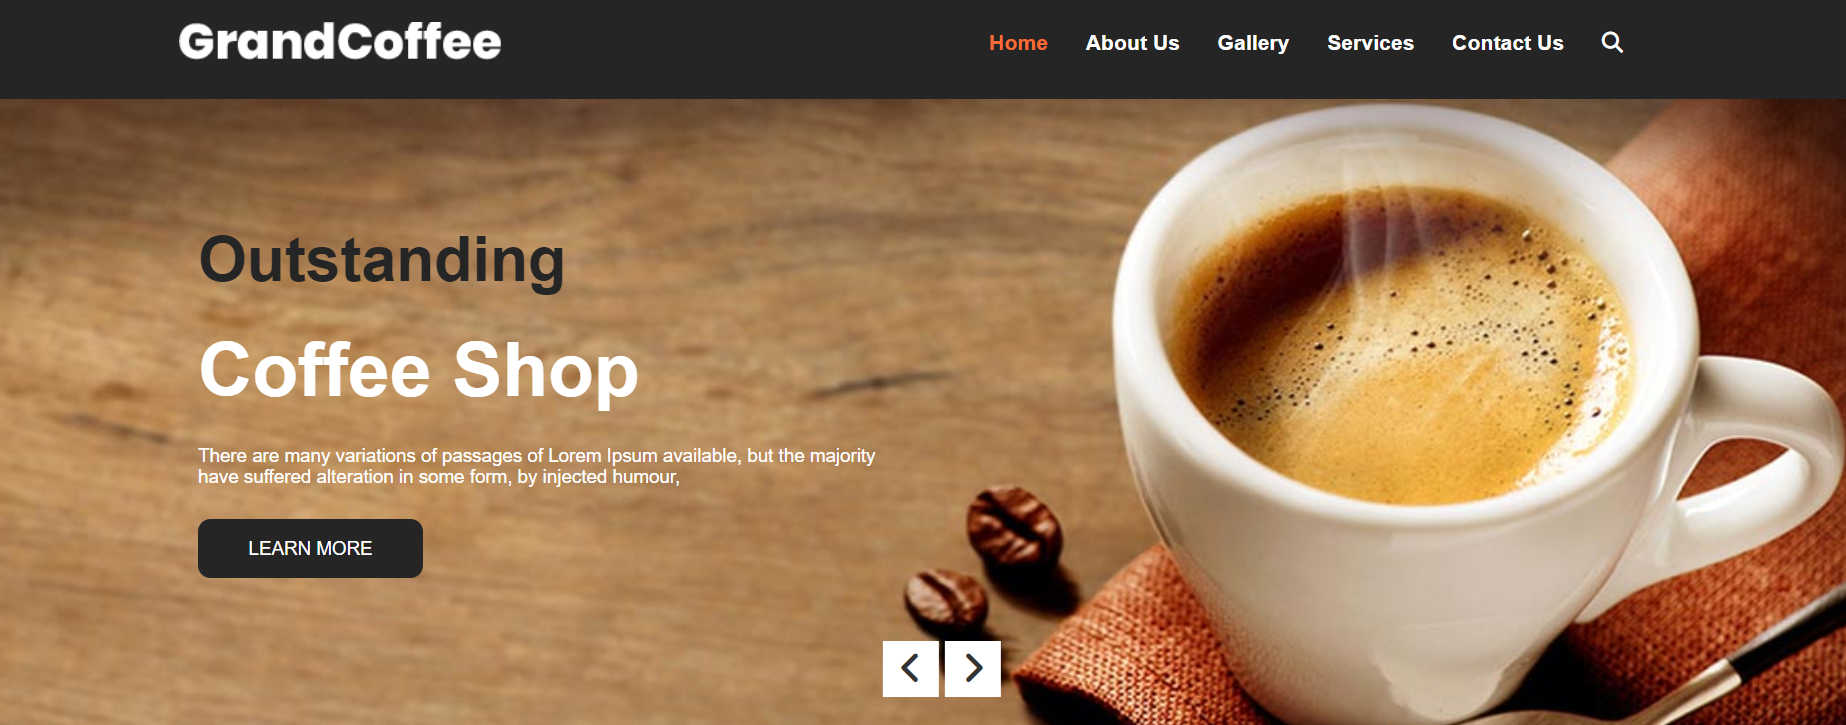 GrandCoffee
Home About Us Gallery Services Contact Us
Outstanding
Coffee Shop
There are many variations of passages of Lorem Ipsum available, but the majority
have suffered alteration in some form, by injected humour,
LEARN MORE